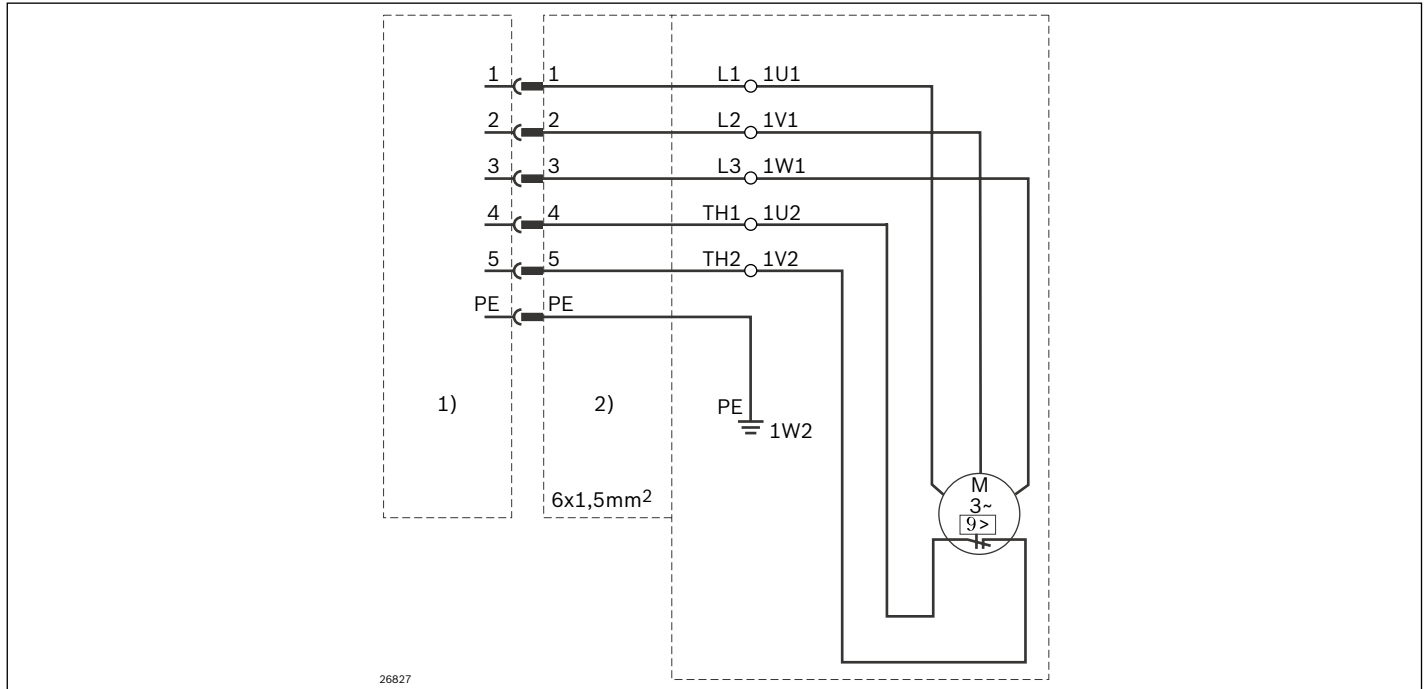 1 1 L1 1U1
2 2 L2 1V1
3 3 L3 1W1
4 4 TH1 1U2
5 5 TH2 1V2
PE PE
1) 2) PE 1W2
6x1,5mm²
M
3~
9>
26827